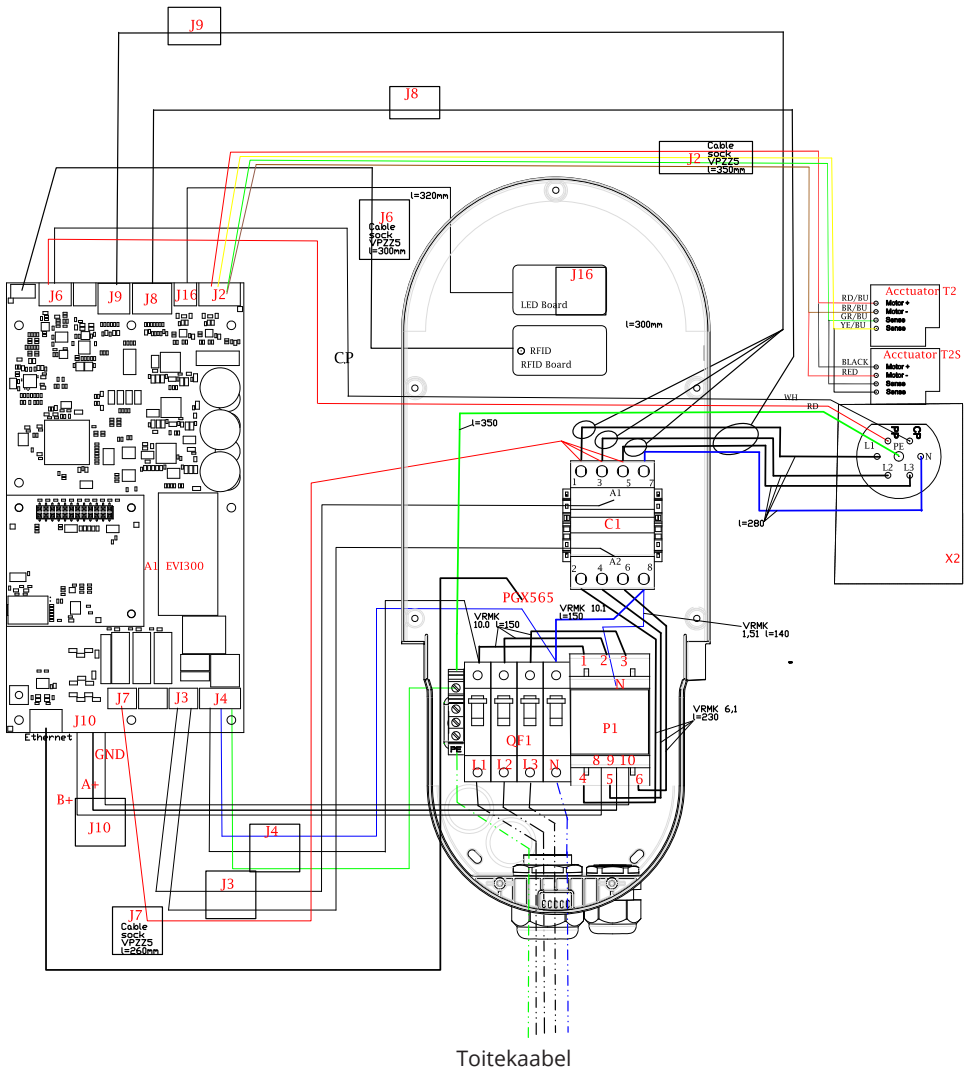 J9
J8
J2
Cable
sock
VPZZ5
l=350mm
l=320mm
J6
Cable
sock
VPZZ5
l=300mm
J6
J9
J8
J16
J2
J16
LED Board
l=300mm
RFID
RFID Board
CP
Acctuator T2
RD/BU
Motor +
BR/BU
Motor -
GR/BU
Sense
YE/BU
Sense
Acctuator T2S
BLACK
Motor +
RED
Motor -
Sense
Sense
WH
RD
l=350
PP
CP
PE
L1
N
L2
L3
l=280
X2
1
3
5
7
A1
C1
A2
2
4
6
8
A1
EVI300
PGX565
VRMK
10.0
l=150
VRMK 10.1
l=150
VRMK
1,51 l=140
1
2
3
N
P1
8 9 10
4
5
6
VRMK 6,1
l=230
QF1
L1
L2
L3
N
PE
J7
J3
J4
J10
Ethernet
GND
A+
B+
J10
J4
J3
J7
Cable
sock
VPZZ5
l=260mm
Toitekaabel